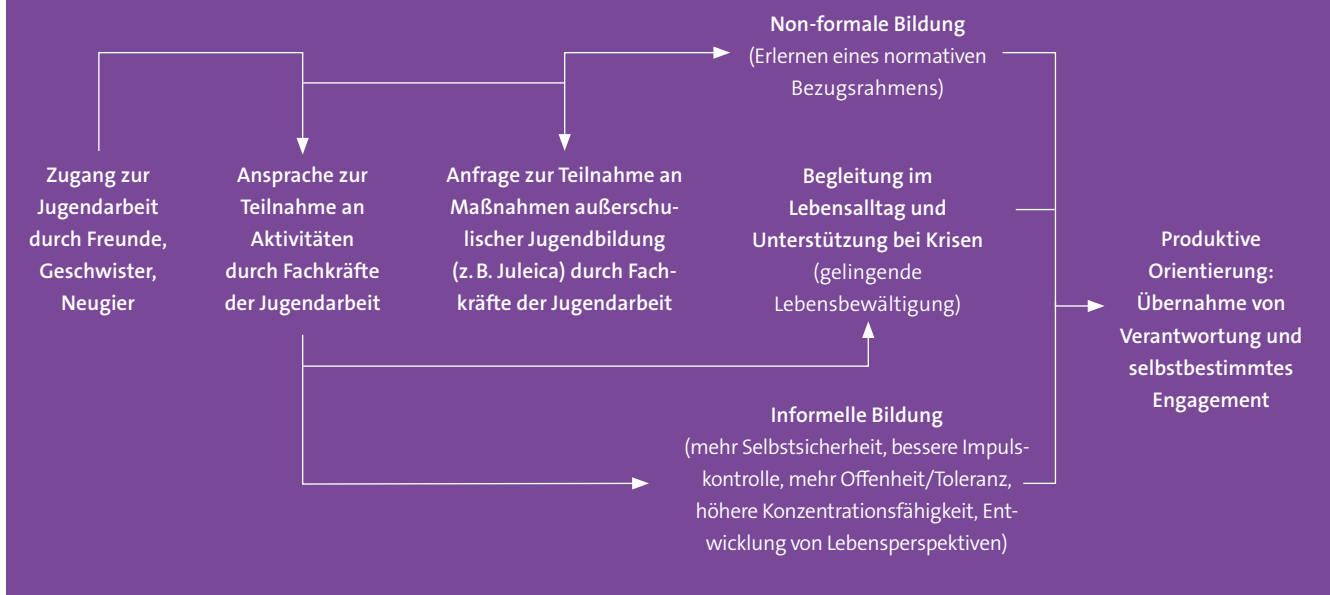 Non-formale Bildung
(Erlernen eines normativen
Bezugsrahmens)
Zugang zur
Jugendarbeit
durch Freunde,
Geschwister,
Neugier
Ansprache zur
Teilnahme an
Aktivitäten
durch Fachkräfte
der Jugendarbeit
Anfrage zur Teilnahme an
Maßnahmen außerschu-
lischer Jugendbildung
(z. B. Juleica) durch Fach-
kräfte der Jugendarbeit
Begleitung im
Lebensalltag und
Unterstützung bei Krisen
(gelingende
Lebensbewältigung)
Informelle Bildung
(mehr Selbstsicherheit, bessere Impuls-
kontrolle, mehr Offenheit/Toleranz,
höhere Konzentrationsfähigkeit, Ent-
wicklung von Lebensperspektiven)
Produktive
Orientierung:
Übernahme von
Verantwortung und
selbstbestimmtes
Engagement